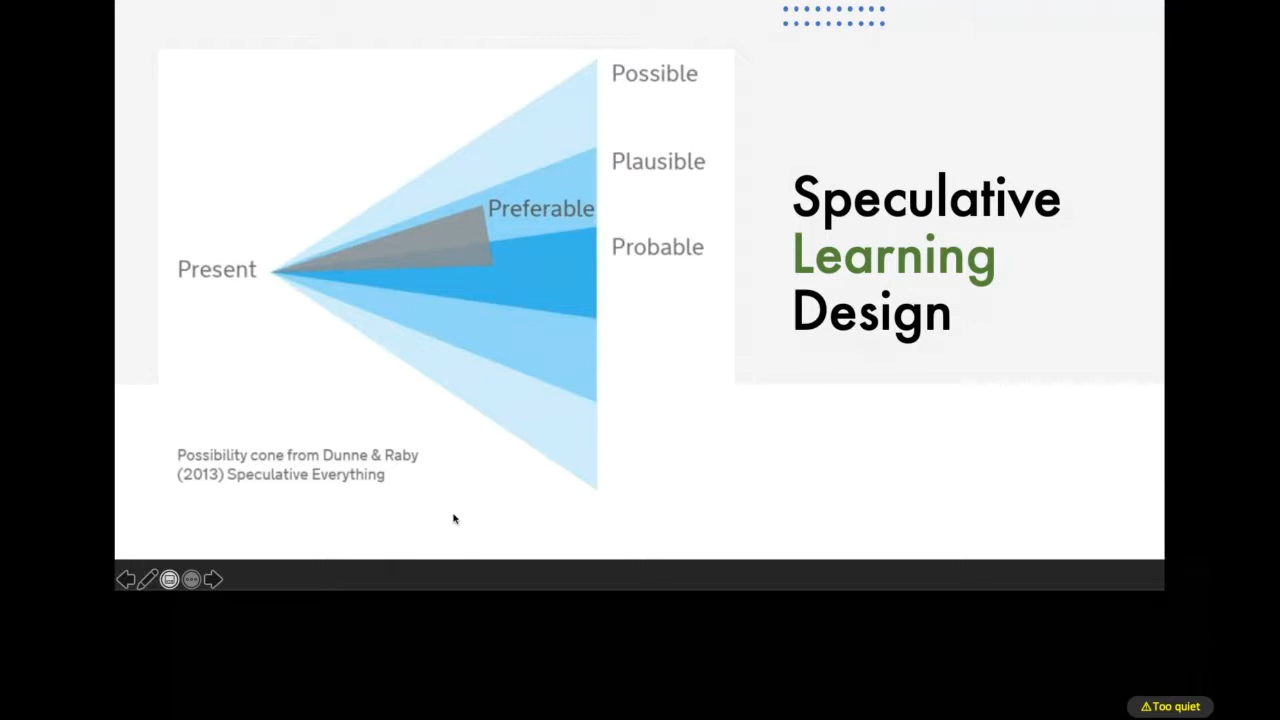 Possible
Plausible
Preferable
Probable
Present
Possibility cone from Dunne & Raby
(2013) Speculative Everything
Speculative
Learning
Design
⚠Too quiet